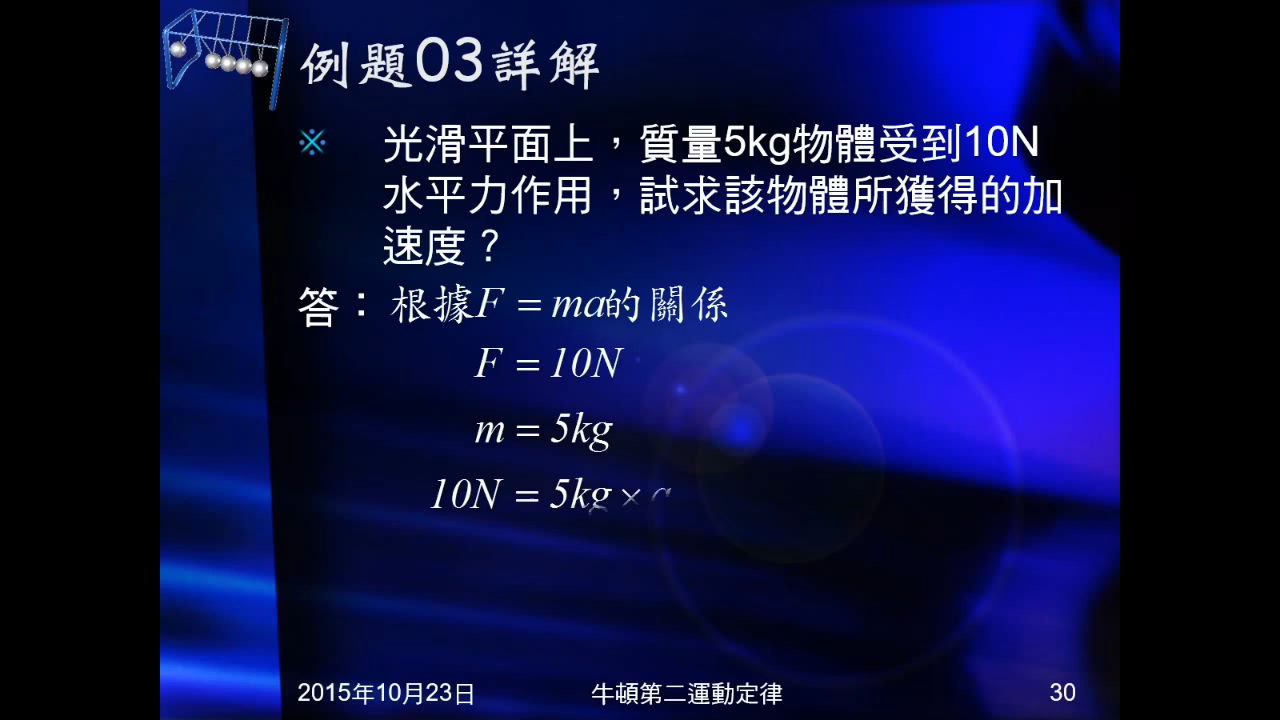 例題03詳解
※ 光滑平面上，質量5kg物體受到10N
水平力作用，試求該物體所獲得的加
速度？
答：根據F = ma的關係
F = 10N
m = 5kg
10N = 5kg × a
2015年10月23日 牛頓第二運動定律 30